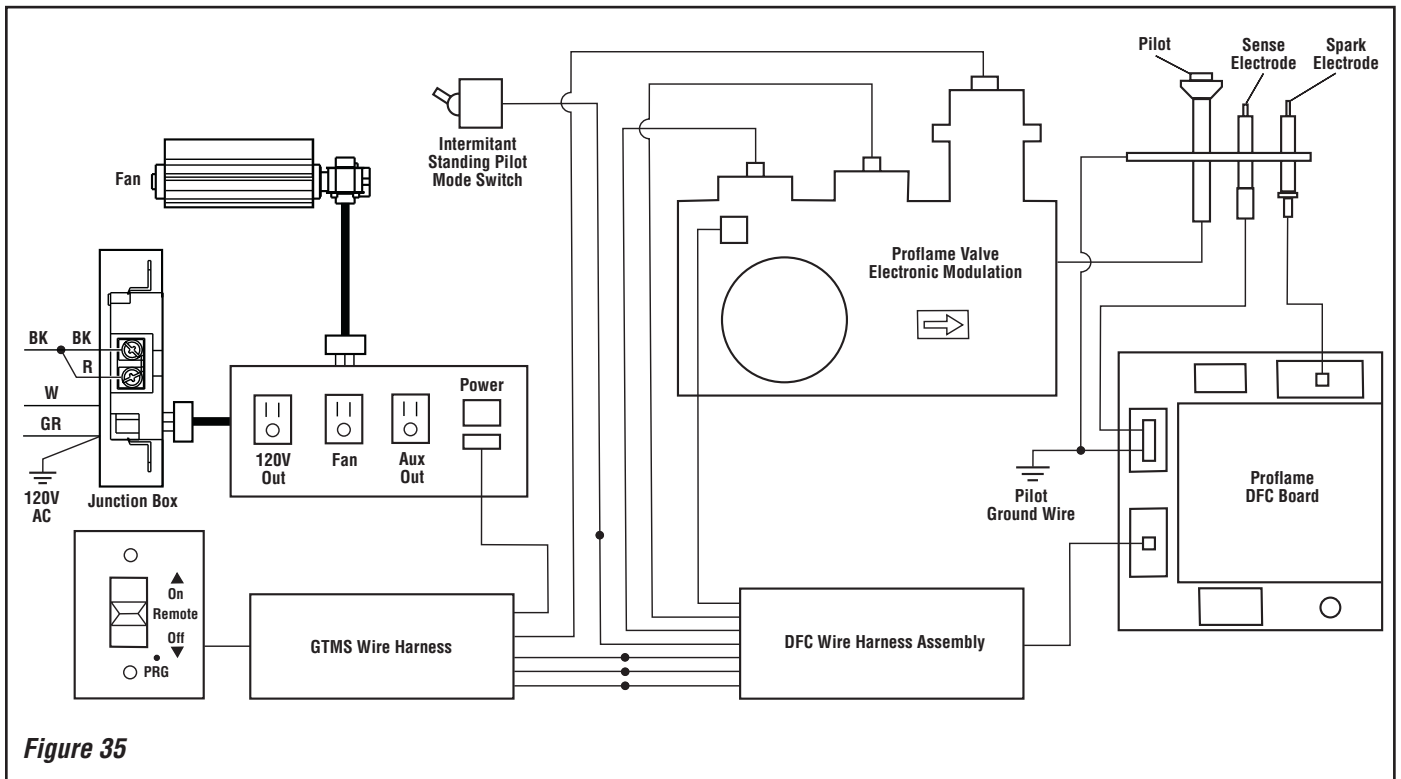 Pilot
Sense
Electrode
Spark
Electrode
Intermitant
Standing Pilot
Mode Switch
Fan
Proflame Valve
Electronic Modulation
BK
BK
R
W
GR
120V
AC
Junction Box
120V
Out
Fan
Aux
Out
Power
Pilot
Ground Wire
Proflame
DFC Board
On
Remote
Off
PRG
GTMS Wire Harness
DFC Wire Harness Assembly
Figure 35